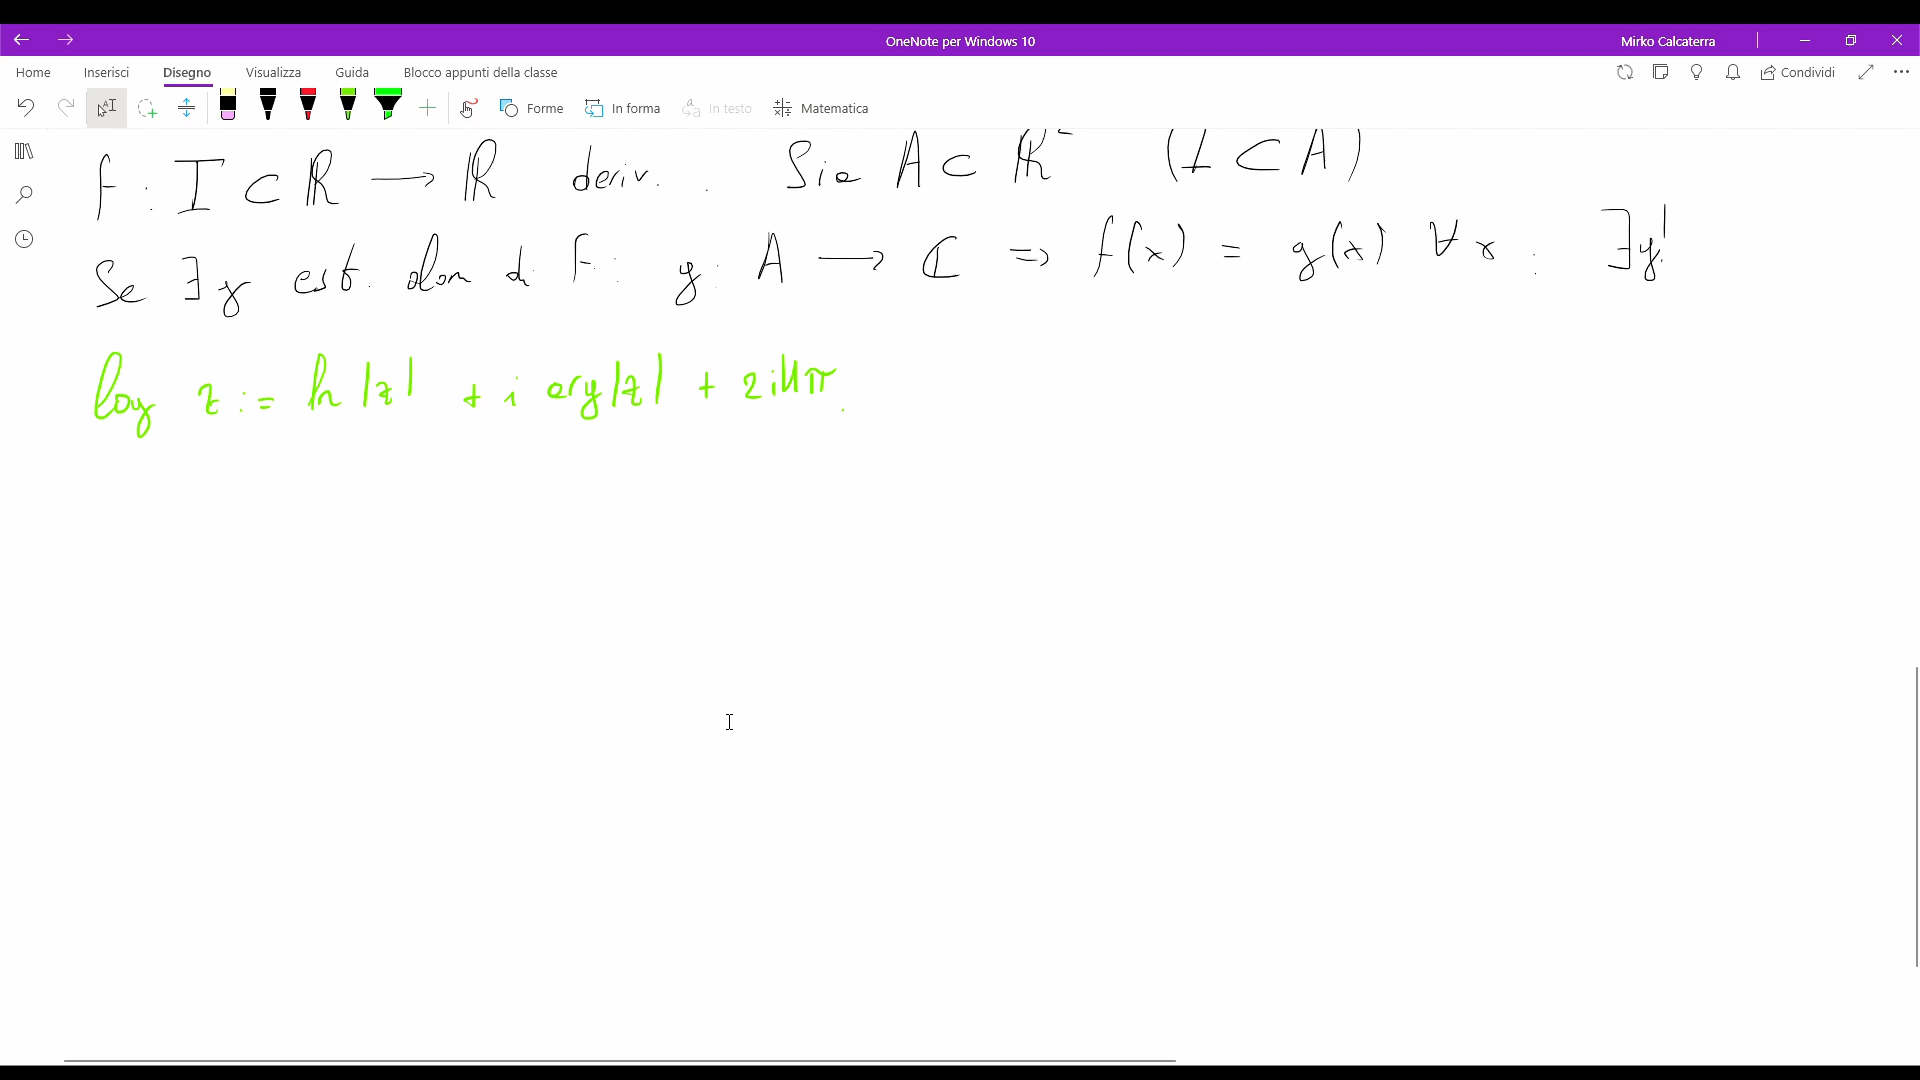 OneNote per Windows 10
Mirko Calcaterra
Home Inserisci Disegno Visualizza Guida Blocco appunti della classe
Condividi
Forme In forma In testo Matematica
f : I ⊂ ℝ → ℝ deriv. . Sia A ⊂ ℝ² (I ⊂ A)
Se ∃ g est. olom di f : g : A → ℂ ⇒ f(x) = g(x) ∀ x . ∃ g!
log z := ln |z| + i arg |z| + 2ikπ.